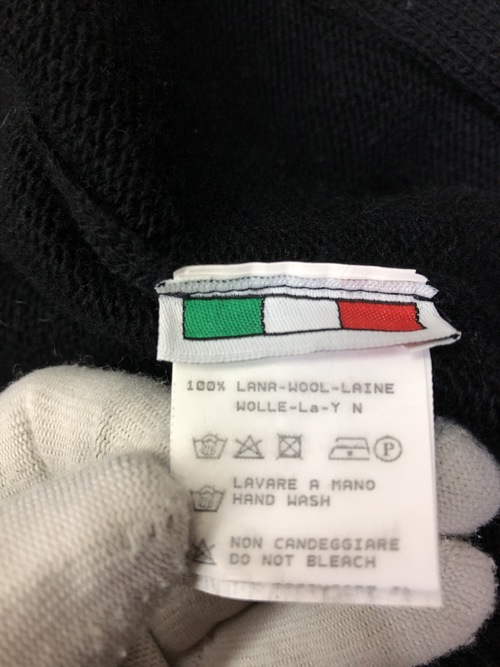 100% LANA-WOOL-LAINE
WOLLE-La-Y N
P
LAVARE A MANO
HAND WASH
NON CANDEGGIARE
DO NOT BLEACH